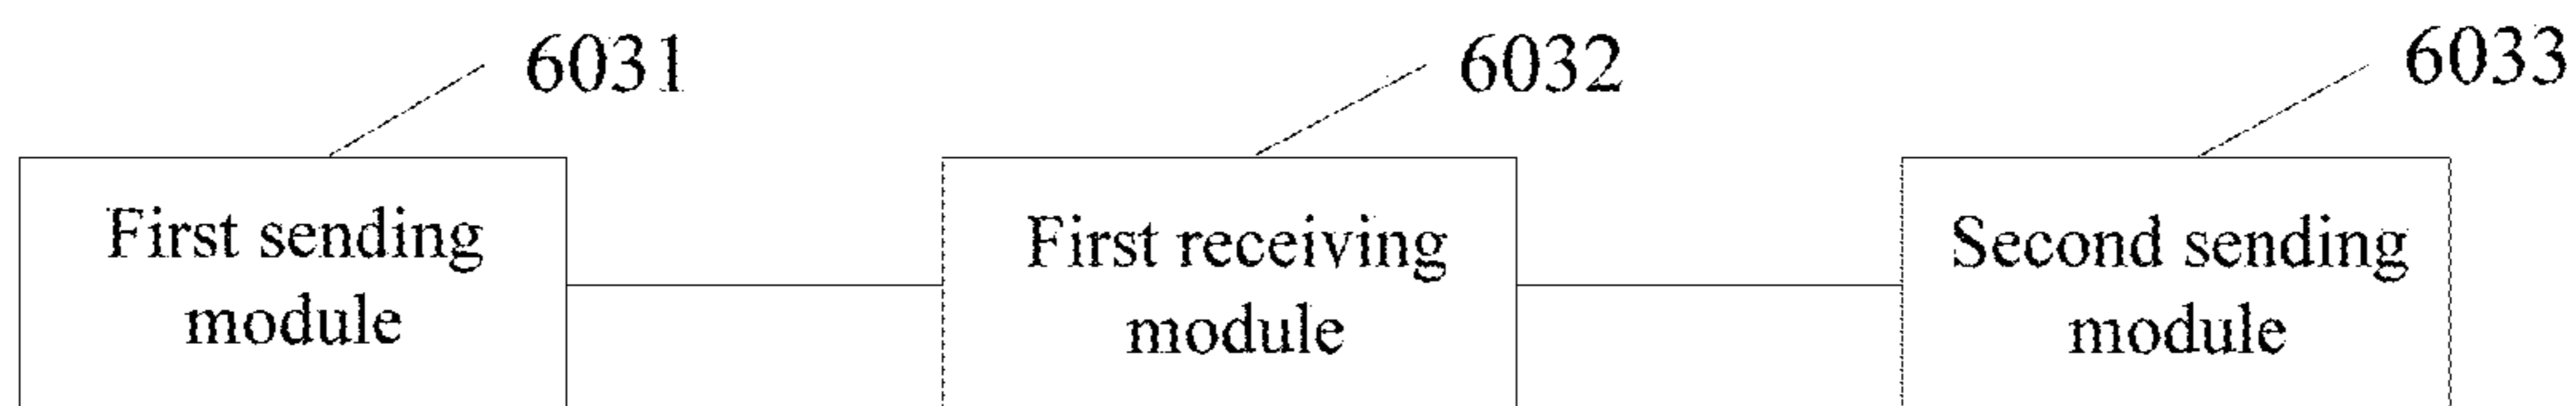 6031
6032
6033
First sending
module
First receiving
module
Second sending
module